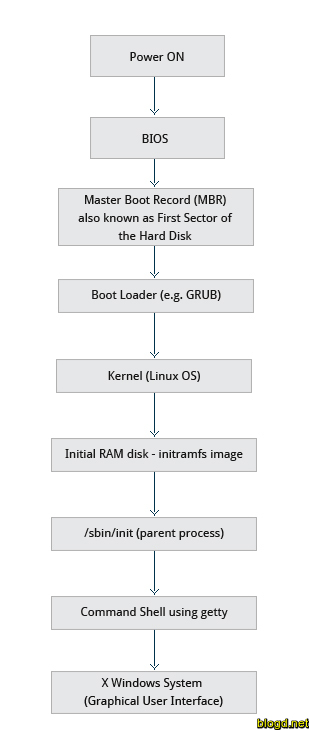 Power ON
BIOS
Master Boot Record (MBR)
also known as First Sector of
the Hard Disk
Boot Loader (e.g. GRUB)
Kernel (Linux OS)
Initial RAM disk - initramfs image
/sbin/init (parent process)
Command Shell using getty
X Windows System
(Graphical User Interface)
blogd.net